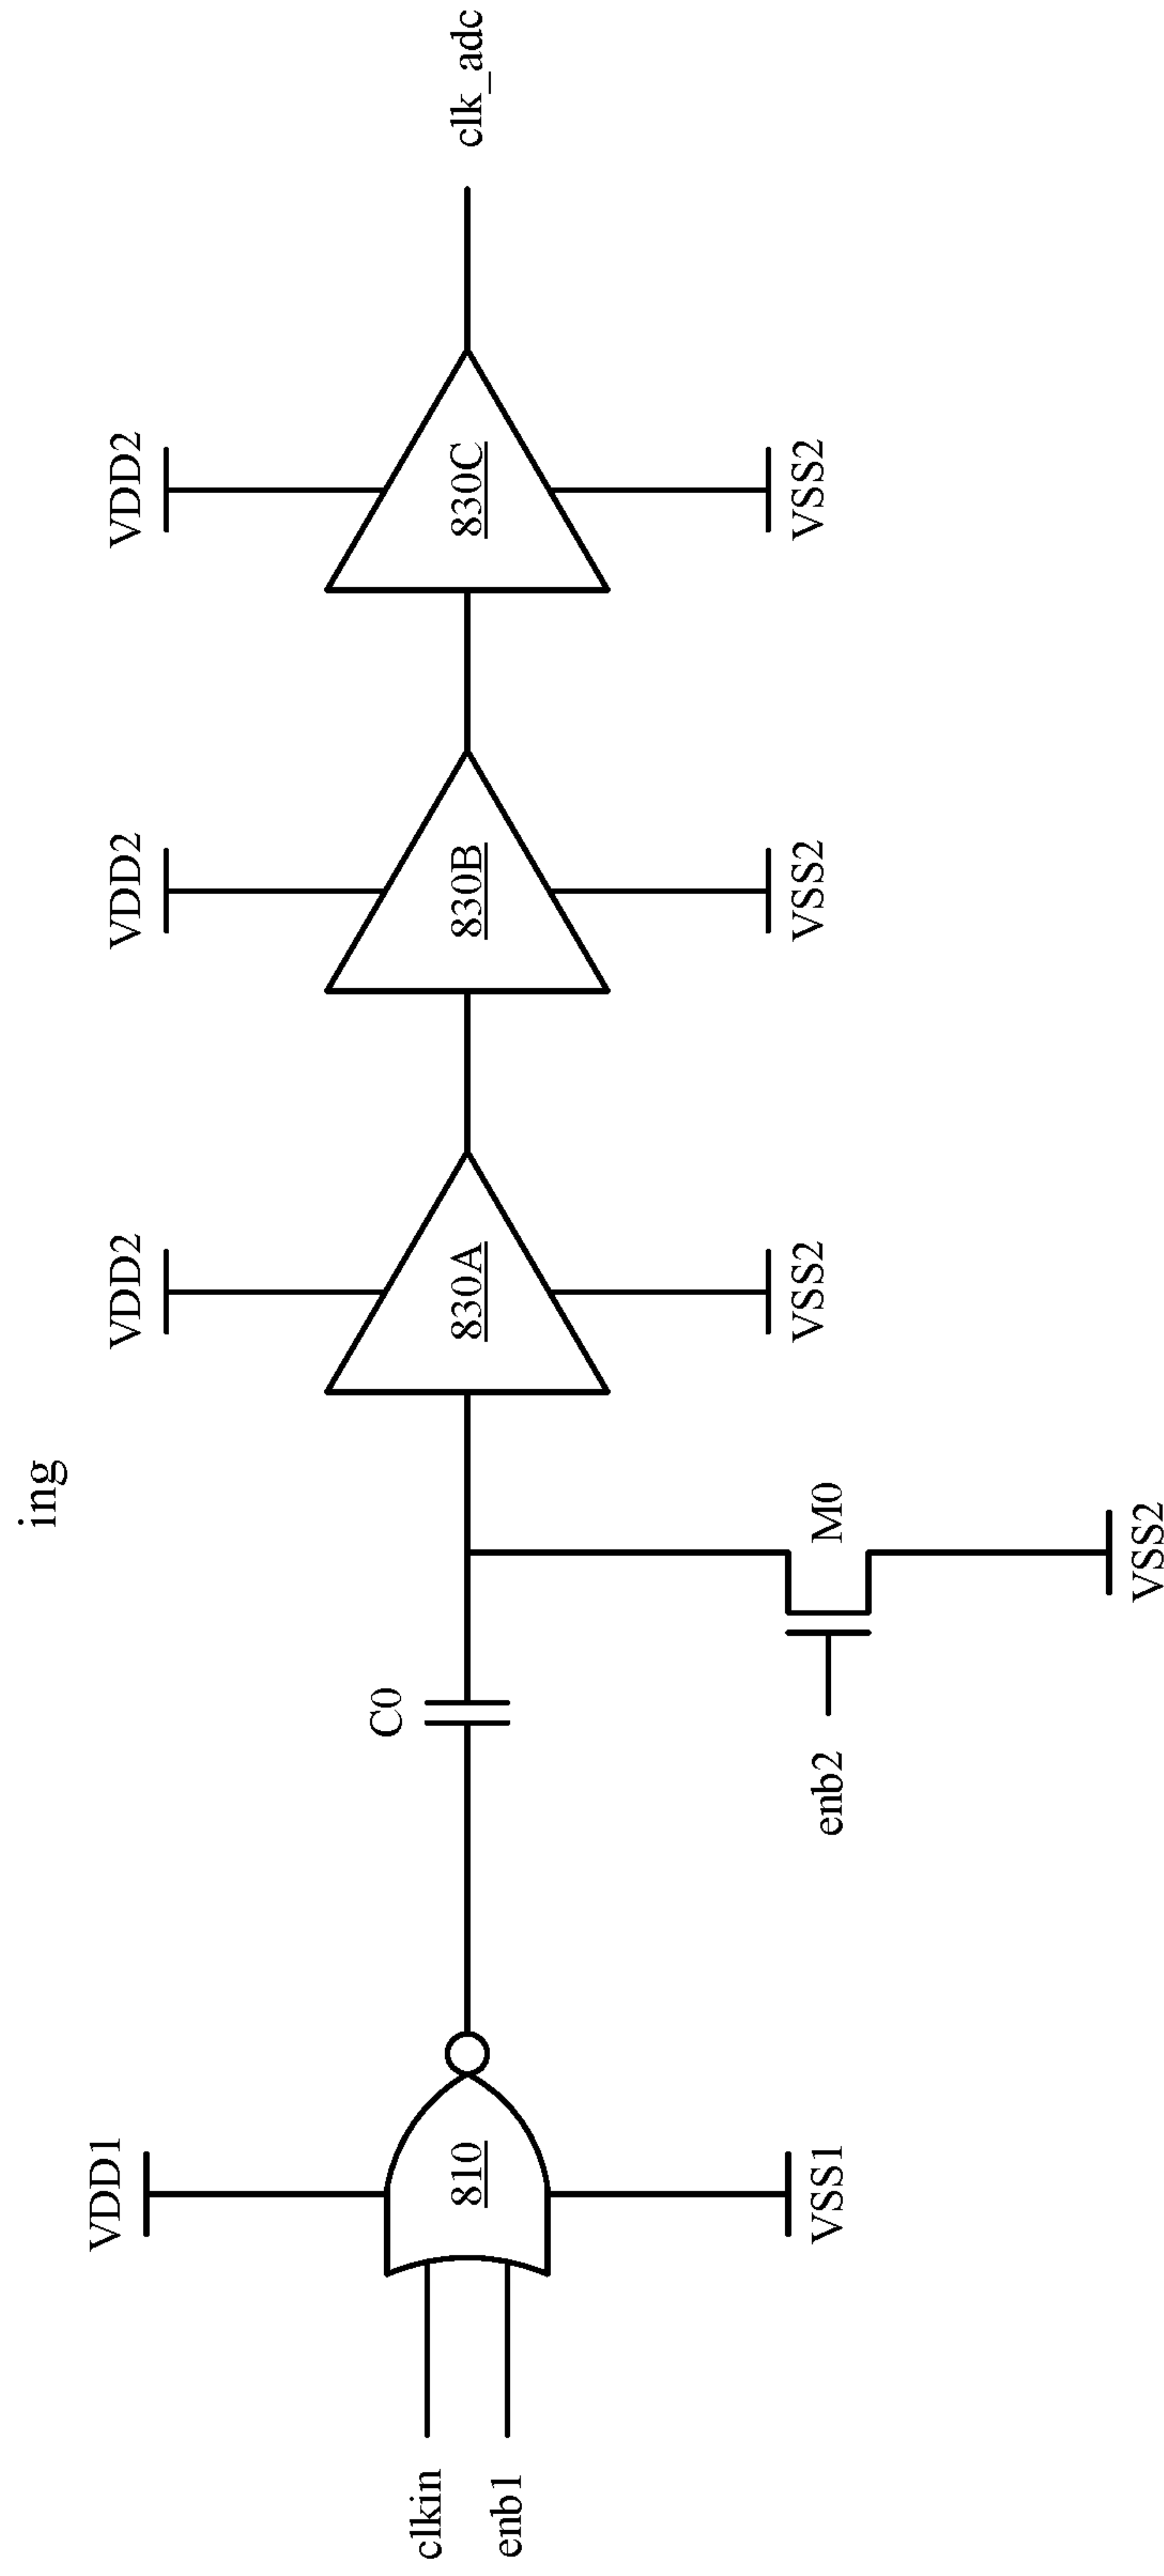 ing
VDD1
VDD2
VDD2
VDD2
C0
clkin
enb1
810
830A
830B
830C
clk_adc
VSS1
enb2
M0
VSS2
VSS2
VSS2
VSS2